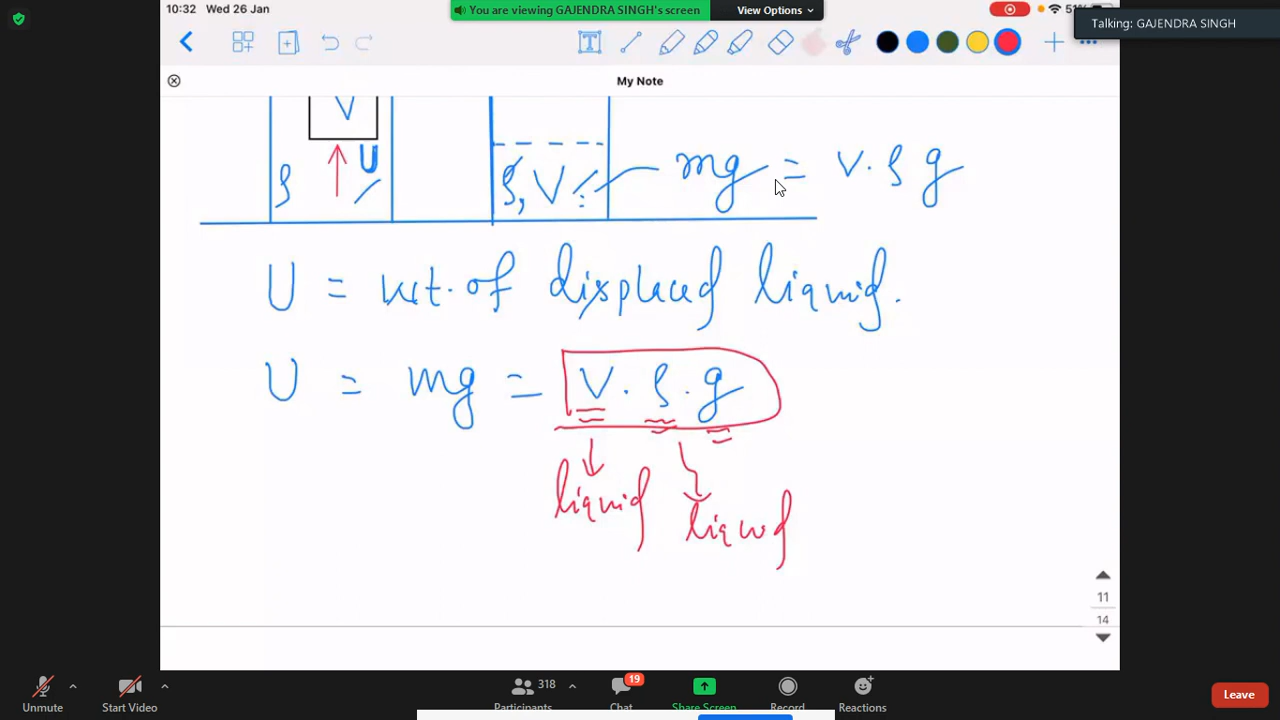 10:32 Wed 26 Jan
You are viewing GAJENDRA SINGH's screen
View Options
51%
Talking: GAJENDRA SINGH
T
My Note
V
U
ρ
ρ, V
mg = V. ρ g
U = wt. of displaced liquid.
U = mg = V. ρ. g
liquid
liquid
11
14
Unmute
Start Video
318
Participants
19
Chat
Share Screen
Record
Reactions
Leave